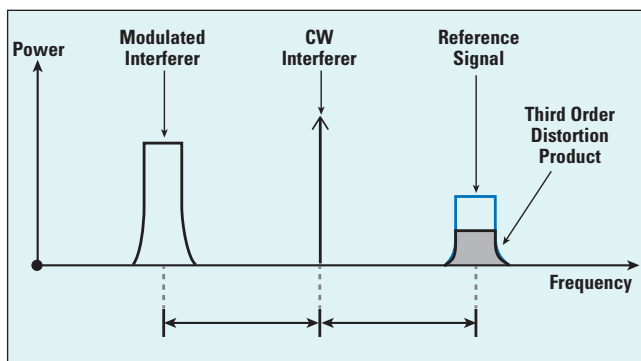 Power
Modulated
Interferer
CW
Interferer
Reference
Signal
Third Order
Distortion
Product
Frequency